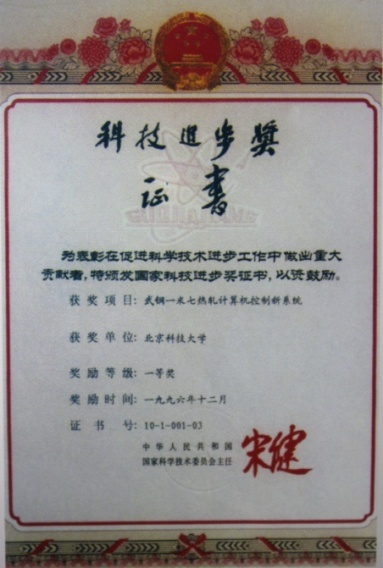 科技进步奖
证书
为表彰在促进科学技术进步工作中做出重大
贡献者，特颁发国家科技进步奖证书，以资鼓励。
获奖项目：武钢一米七热轧计算机控制新系统
获奖单位：北京科技大学
奖励等级：一等奖
奖励时间：一九九六年十二月
证书号：10-1-001-03
中华人民共和国
国家科学技术委员会主任
宋健